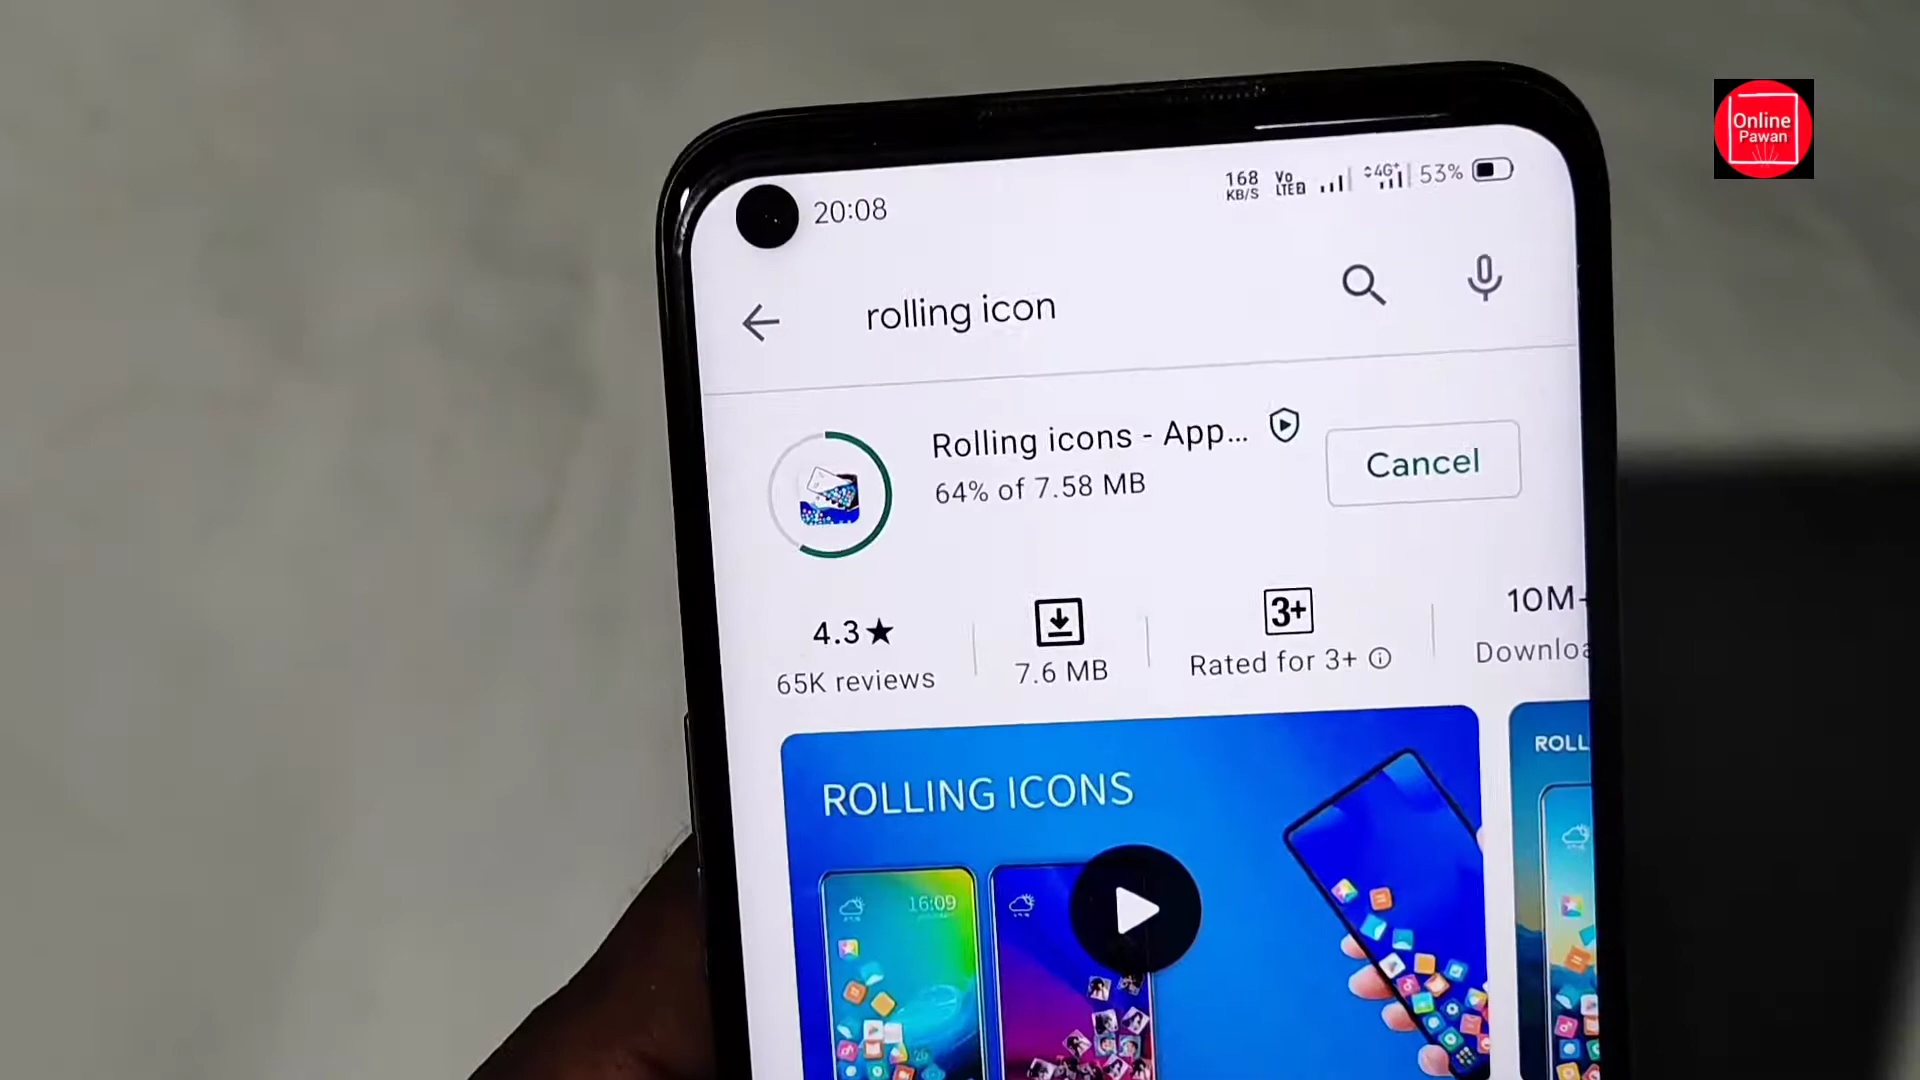 Online
Pawan
20:08
168
KB/S
Vo
LTE2
4G+
53%
rolling icon
Rolling icons - App...
64% of 7.58 MB
Cancel
4.3★
65K reviews
7.6 MB
3+
Rated for 3+
10M+
Downloa
ROLLING ICONS
16:09
ROLL